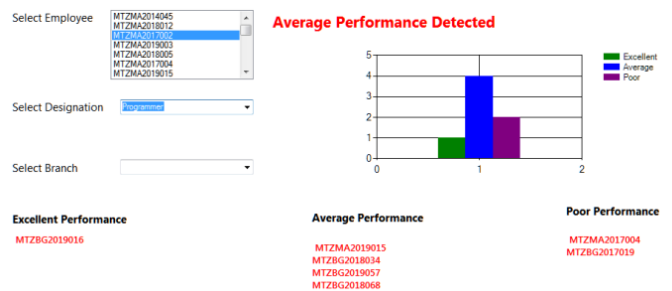 Select Employee
MTZMA2014045
MTZMA2018012
MTZMA2017002
MTZMA2019003
MTZMA2018005
MTZMA2017004
MTZMA2019015
Average Performance Detected
5
4
3
2
1
0
0 1 2
Excellent
Average
Poor
Select Designation
Programmer
Select Branch
Excellent Performance
MTZBG2019016
Average Performance
MTZMA2019015
MTZBG2018034
MTZBG2019057
MTZBG2018068
Poor Performance
MTZMA2017004
MTZBG2017019